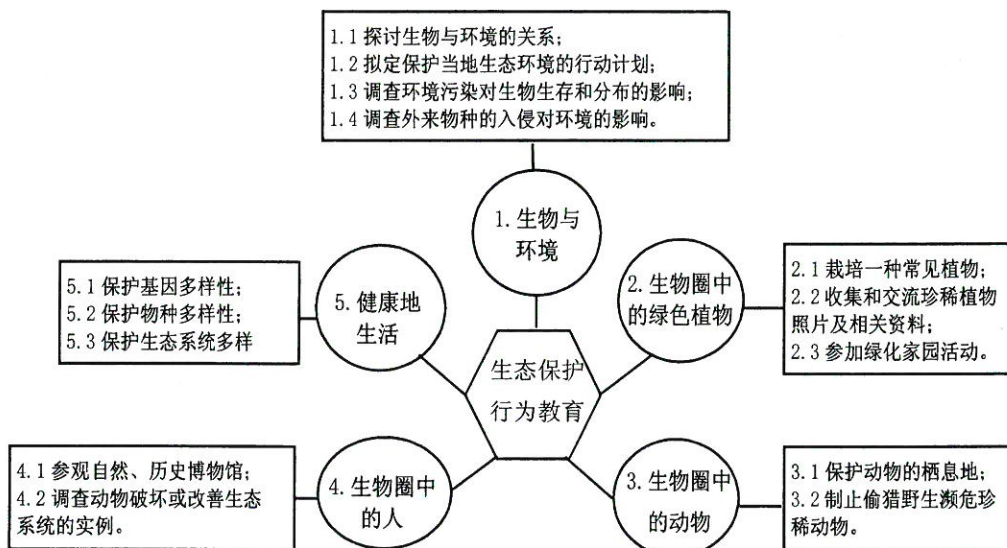 1.1 探讨生物与环境的关系;
1.2 拟定保护当地生态环境的行动计划;
1.3 调查环境污染对生物生存和分布的影响;
1.4 调查外来物种的入侵对环境的影响。
1. 生物与
环境
5.1 保护基因多样性;
5.2 保护物种多样性;
5.3 保护生态系统多样
5. 健康地
生活
2. 生物圈中
的绿色植物
2.1 栽培一种常见植物;
2.2 收集和交流珍稀植物
照片及相关资料;
2.3 参加绿化家园活动。
生态保护
行为教育
4.1 参观自然、历史博物馆;
4.2 调查动物破坏或改善生态
系统的实例。
4. 生物圈中
的人
3. 生物圈中
的动物
3.1 保护动物的栖息地;
3.2 制止偷猎野生濒危珍
稀动物。